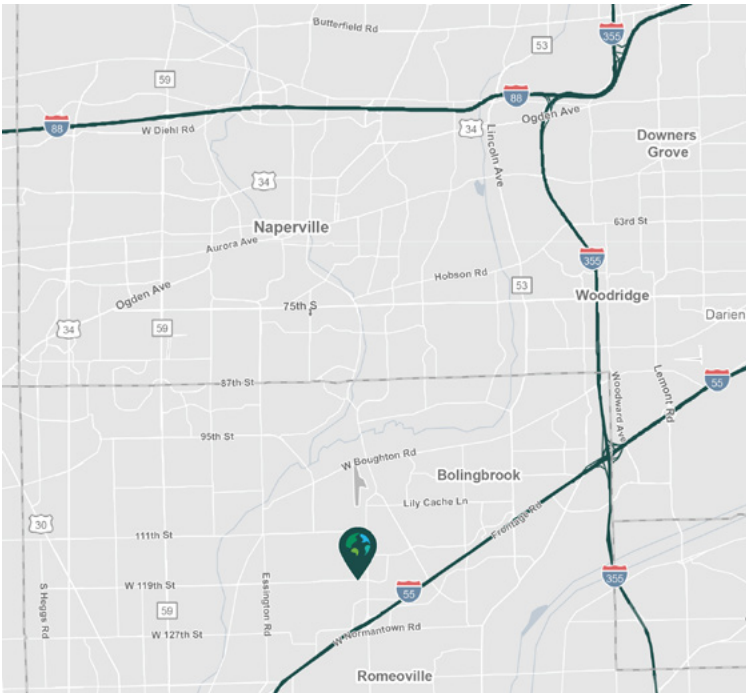 Butterfield Rd
355
53
59
88
Ogden Ave
88
W Diehl Rd
34
Lincoln Ave
Downers
Grove
34
63rd St
Naperville
Aurora Ave
355
Hobson Rd
53
Ogden Ave
75th S
Woodridge
Darien
34
59
87th St
55
Woodward Ave
Lemont Rd
95th St
W Boughton Rd
Bolingbrook
Lily Cache Ln
30
111th St
Frontage Rd
W 119th St
Essington Rd
55
355
S Heggs Rd
59
W 127th St
W Normantown Rd
Romeoville